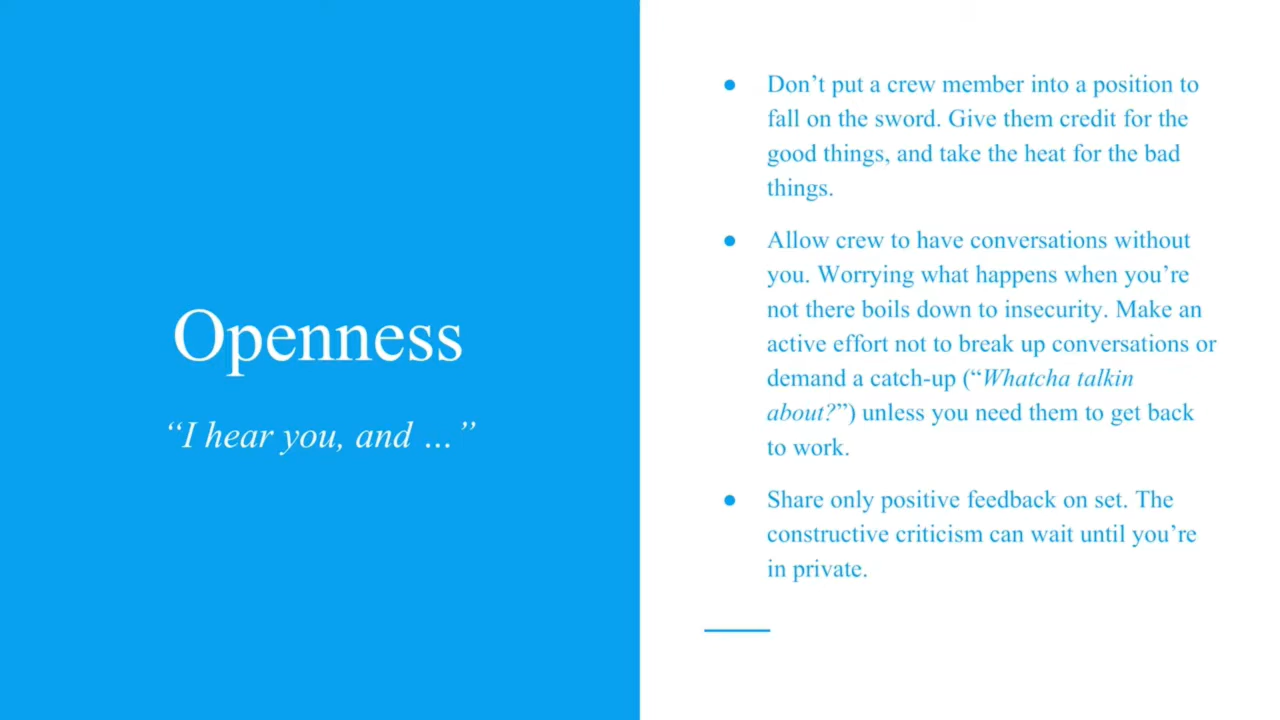 Openness
“I hear you, and …”
● Don’t put a crew member into a position to
fall on the sword. Give them credit for the
good things, and take the heat for the bad
things.
● Allow crew to have conversations without
you. Worrying what happens when you’re
not there boils down to insecurity. Make an
active effort not to break up conversations or
demand a catch-up (“Whatcha talkin
about?”) unless you need them to get back
to work.
● Share only positive feedback on set. The
constructive criticism can wait until you’re
in private.